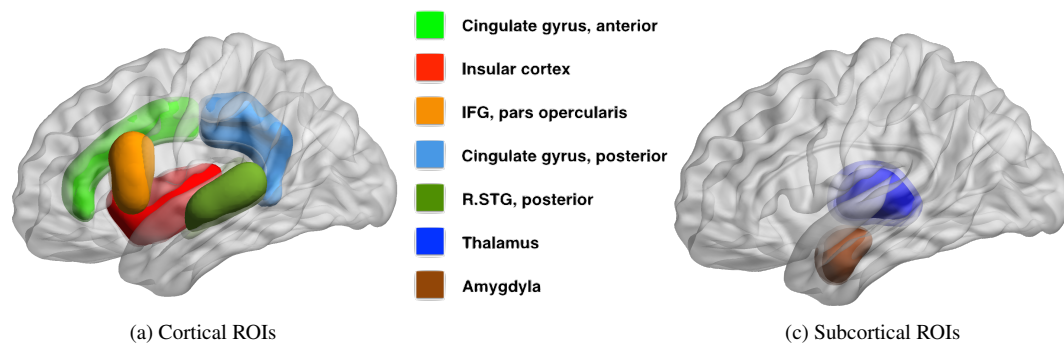 Cingulate gyrus, anterior
Insular cortex
IFG, pars opercularis
Cingulate gyrus, posterior
R.STG, posterior
Thalamus
Amygdyla
(a) Cortical ROIs
(c) Subcortical ROIs